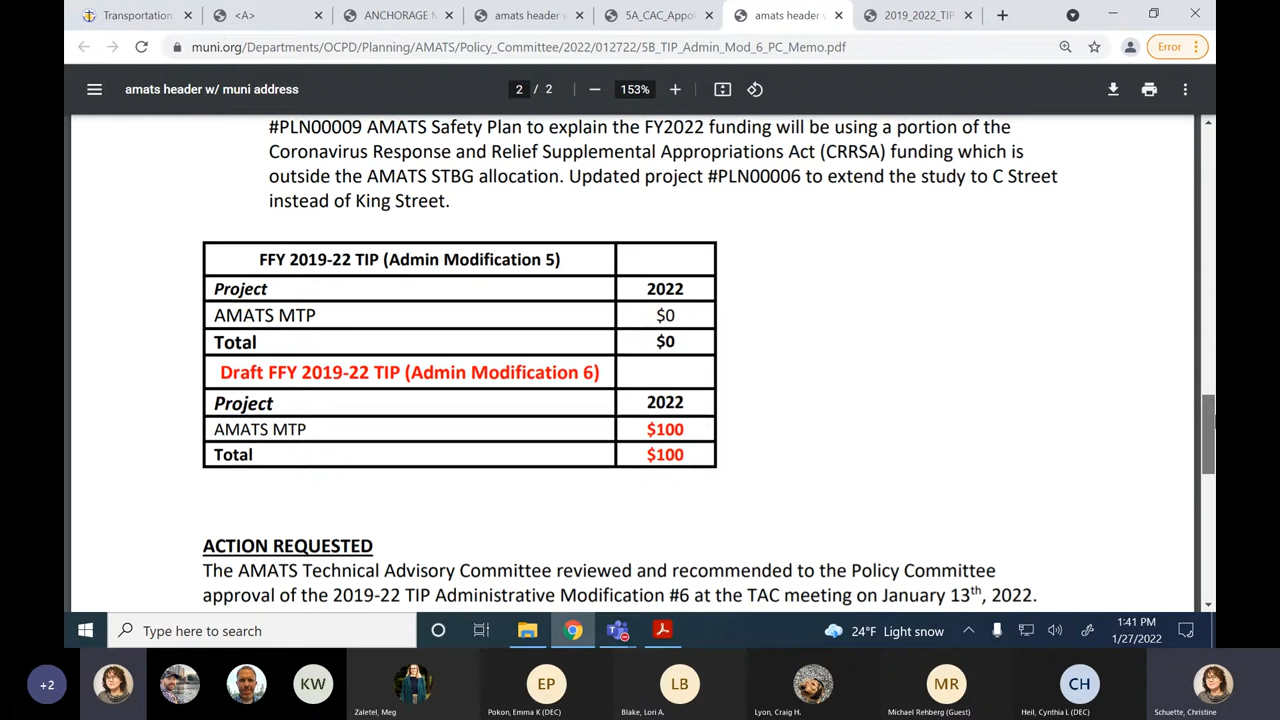 Transportation
<A>
ANCHORAGE M
amats header w
5A_CAC_Appoi
amats header w
2019_2022_TIP
muni.org/Departments/OCPD/Planning/AMATS/Policy_Committee/2022/012722/5B_TIP_Admin_Mod_6_PC_Memo.pdf
Error
amats header w/ muni address
2 / 2
153%
#PLN00009 AMATS Safety Plan to explain the FY2022 funding will be using a portion of the
Coronavirus Response and Relief Supplemental Appropriations Act (CRRSA) funding which is
outside the AMATS STBG allocation. Updated project #PLN00006 to extend the study to C Street
instead of King Street.
FFY 2019-22 TIP (Admin Modification 5)
Project 2022
AMATS MTP $0
Total $0
Draft FFY 2019-22 TIP (Admin Modification 6)
Project 2022
AMATS MTP $100
Total $100
ACTION REQUESTED
The AMATS Technical Advisory Committee reviewed and recommended to the Policy Committee
approval of the 2019-22 TIP Administrative Modification #6 at the TAC meeting on January 13th, 2022.
Type here to search
24°F Light snow
1:41 PM
1/27/2022
+2
KW
EP
LB
MR
CH
Zaletel, Meg
Pokon, Emma K (DEC)
Blake, Lori A.
Lyon, Craig H.
Michael Rehberg (Guest)
Heil, Cynthia L (DEC)
Schuette, Christine